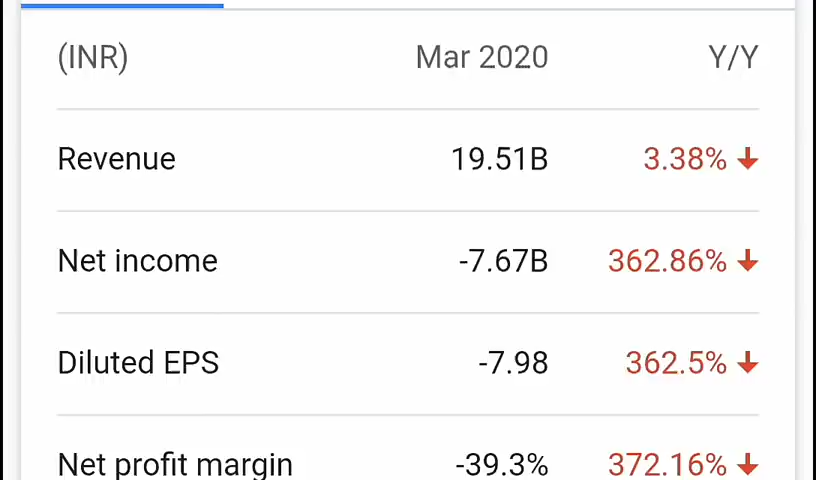 (INR) Mar 2020 Y/Y
Revenue 19.51B 3.38% ↓
Net income -7.67B 362.86% ↓
Diluted EPS -7.98 362.5% ↓
Net profit margin -39.3% 372.16% ↓